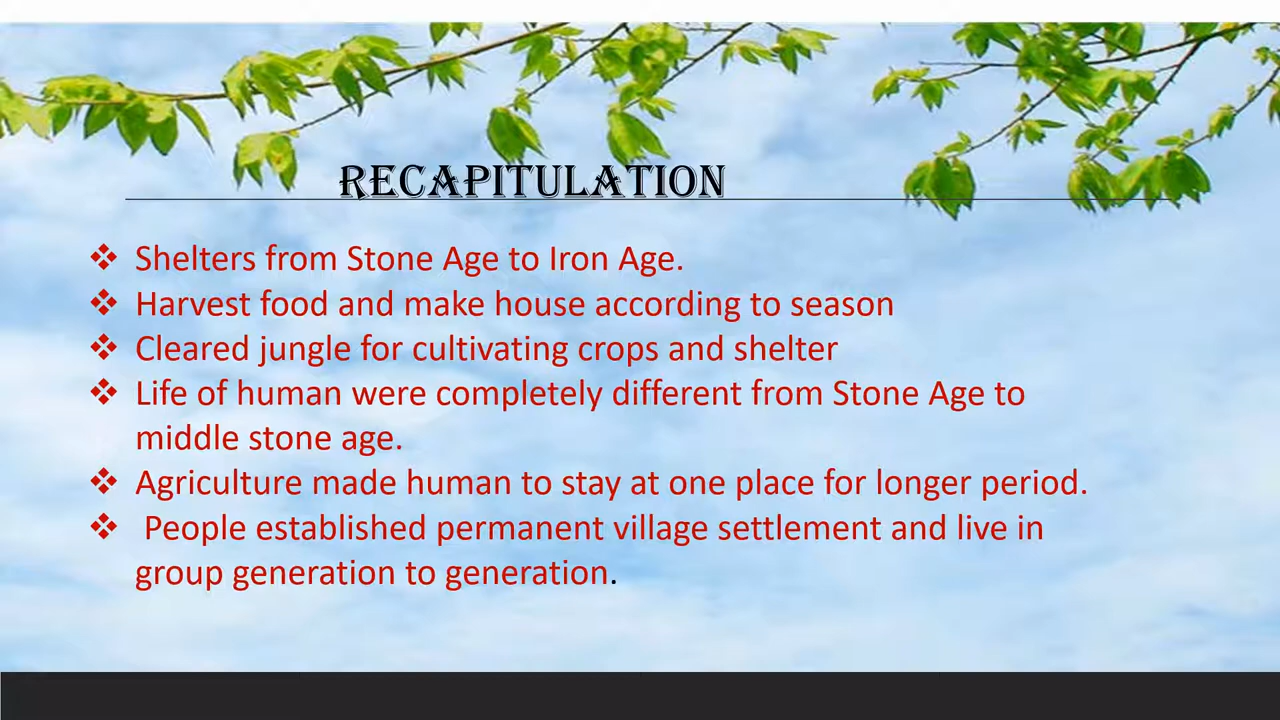 RECAPITULATION
❖ Shelters from Stone Age to Iron Age.
❖ Harvest food and make house according to season
❖ Cleared jungle for cultivating crops and shelter
❖ Life of human were completely different from Stone Age to
middle stone age.
❖ Agriculture made human to stay at one place for longer period.
❖ People established permanent village settlement and live in
group generation to generation.